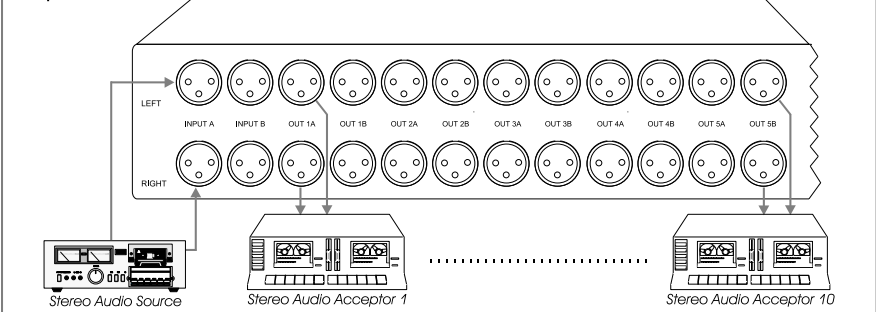 LEFT
INPUT A INPUT B OUT 1A OUT 1B OUT 2A OUT 2B OUT 3A OUT 3B OUT 4A OUT 4B OUT 5A OUT 5B
RIGHT
Stereo Audio Source
Stereo Audio Acceptor 1
Stereo Audio Acceptor 10